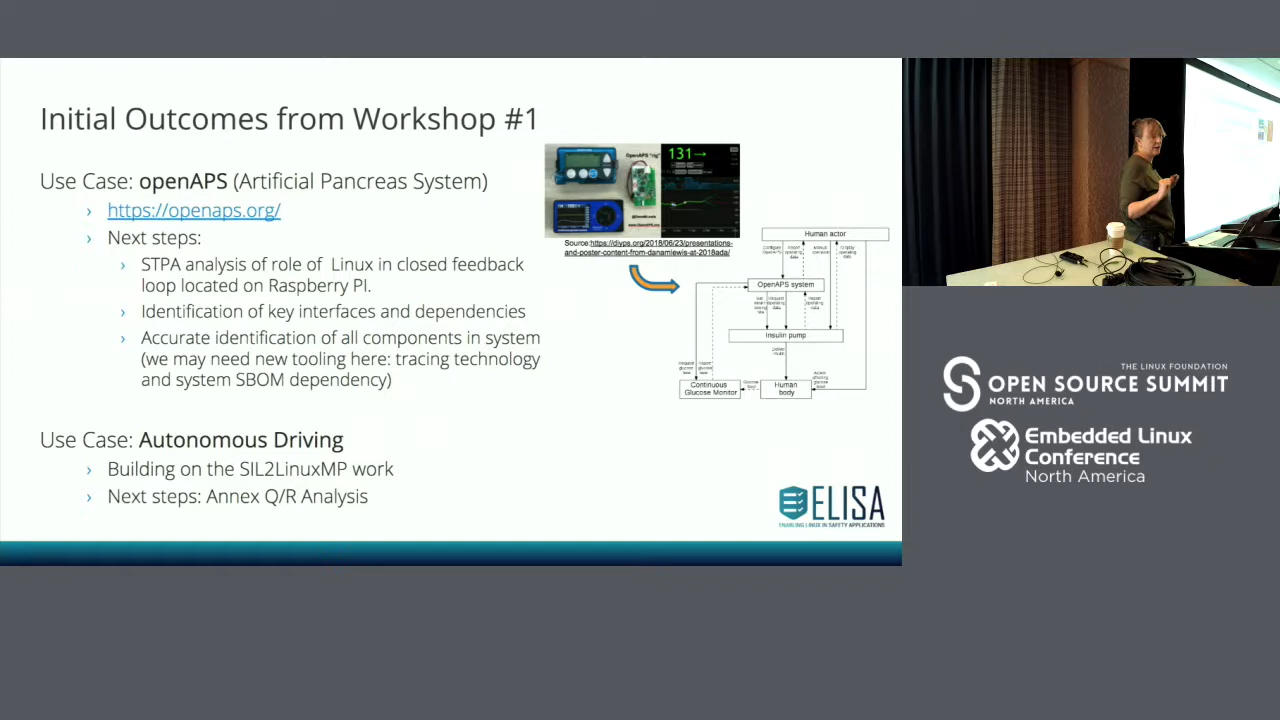 Initial Outcomes from Workshop #1
Use Case: openAPS (Artificial Pancreas System)
› https://openaps.org/
› Next steps:
› STPA analysis of role of Linux in closed feedback
loop located on Raspberry PI.
› Identification of key interfaces and dependencies
› Accurate identification of all components in system
(we may need new tooling here: tracing technology
and system SBOM dependency)
Use Case: Autonomous Driving
› Building on the SIL2LinuxMP work
› Next steps: Annex Q/R Analysis
OpenAPS "rig"
131
Source:https://diyps.org/2018/06/23/presentations-
and-poster-content-from-danamlewis-at-2018ada/
Human actor
OpenAPS system
Insulin pump
Continuous
Glucose Monitor
Human
body
ELISA
ENABLING LINUX IN SAFETY APPLICATIONS
THE LINUX FOUNDATION
OPEN SOURCE SUMMIT
NORTH AMERICA
Embedded Linux
Conference
North America